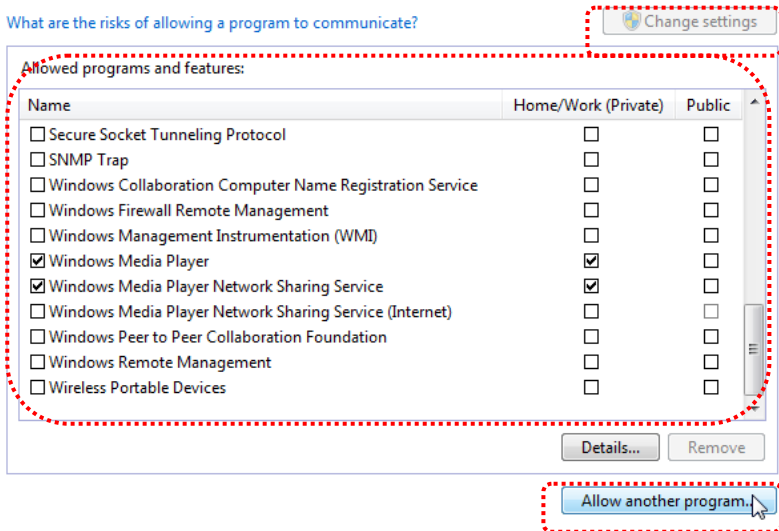 What are the risks of allowing a program to communicate?
Change settings
Allowed programs and features:
Name Home/Work (Private) Public
Secure Socket Tunneling Protocol
SNMP Trap
Windows Collaboration Computer Name Registration Service
Windows Firewall Remote Management
Windows Management Instrumentation (WMI)
Windows Media Player
Windows Media Player Network Sharing Service
Windows Media Player Network Sharing Service (Internet)
Windows Peer to Peer Collaboration Foundation
Windows Remote Management
Wireless Portable Devices
Details... Remove
Allow another program...